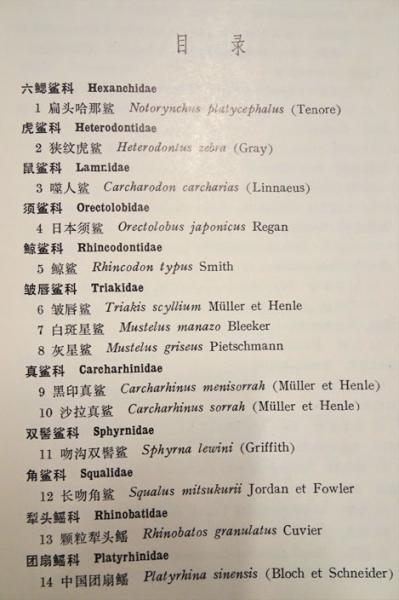 目 录
六鳃鲨科 Hexanchidae
1 扁头哈那鲨 Notorynchus platycephalus (Tenore)
虎鲨科 Heterodontidae
2 狭纹虎鲨 Heterodontus zebra (Gray)
鼠鲨科 Lamnidae
3 噬人鲨 Carcharodon carcharias (Linnaeus)
须鲨科 Orectolobidae
4 日本须鲨 Orectolobus japonicus Regan
鲸鲨科 Rhincodontidae
5 鲸鲨 Rhincodon typus Smith
皱唇鲨科 Triakidae
6 皱唇鲨 Triakis scyllium Müller et Henle
7 白斑星鲨 Mustelus manazo Bleeker
8 灰星鲨 Mustelus griseus Pietschmann
真鲨科 Carcharhinidae
9 黑印真鲨 Carcharhinus menisorrah (Müller et Henle)
10 沙拉真鲨 Carcharhinus sorrah (Müller et Henle)
双髻鲨科 Sphyrnidae
11 吻沟双髻鲨 Sphyrna lewini (Griffith)
角鲨科 Squalidae
12 长吻角鲨 Squalus mitsukurii Jordan et Fowler
犁头鳐科 Rhinobatidae
13 颗粒犁头鳐 Rhinobatos granulatus Cuvier
团扇鳐科 Platyrhinidae
14 中国团扇鳐 Platyrhina sinensis (Bloch et Schneider)